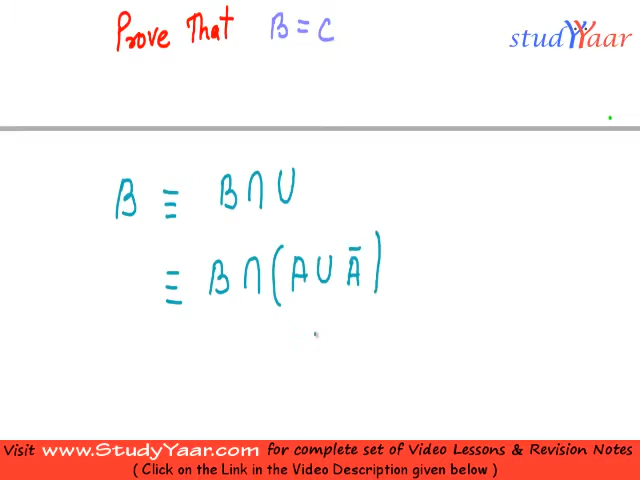 Prove That B = C
studYYaar
B ≡ B ∩ U
≡ B ∩ ( A ∪ Ā )
Visit www.StudyYaar.com for complete set of Video Lessons & Revision Notes
( Click on the Link in the Video Description given below )